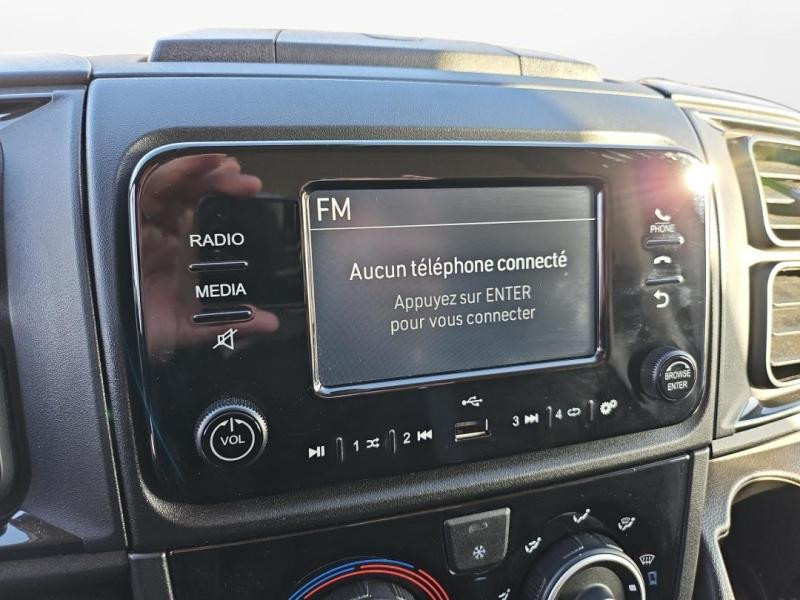 FM
Aucun téléphone connecté
Appuyez sur ENTER
pour vous connecter
RADIO
MEDIA
VOL
PHONE
BROWSE
ENTER
1
2
3
4